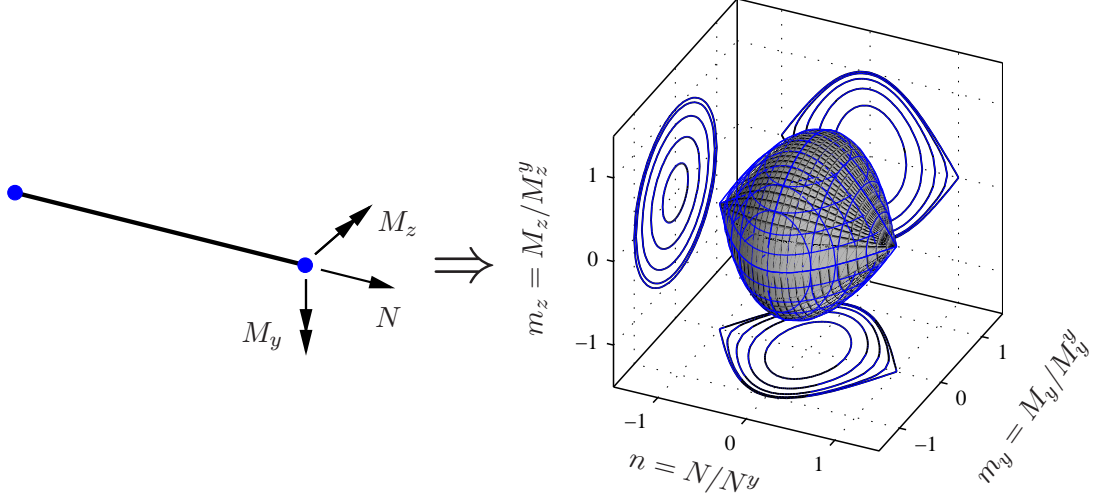 M_z
N
M_y
⇒
m_z = M_z/M_z^y
1
0
−1
−1
0
1
n = N/N^y
−1
0
1
m_y = M_y/M_y^y